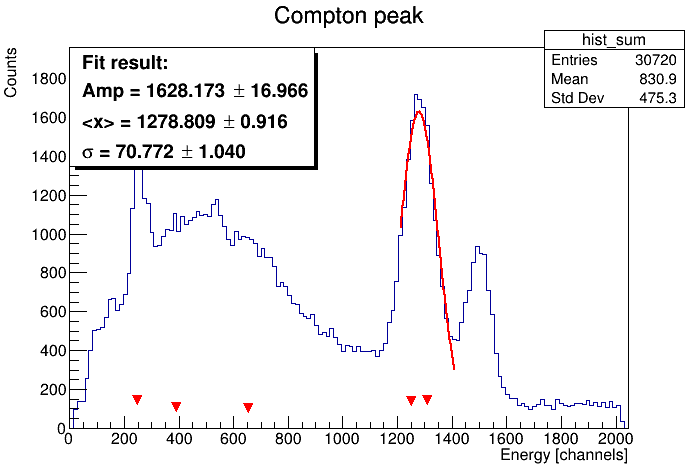 Compton peak
hist_sum
Entries 30720
Mean 830.9
Std Dev 475.3
Fit result:
Amp = 1628.173 ± 16.966
<x> = 1278.809 ± 0.916
σ = 70.772 ± 1.040
Counts
1800
1600
1400
1200
1000
800
600
400
200
0
0 200 400 600 800 1000 1200 1400 1600 1800 2000
Energy [channels]